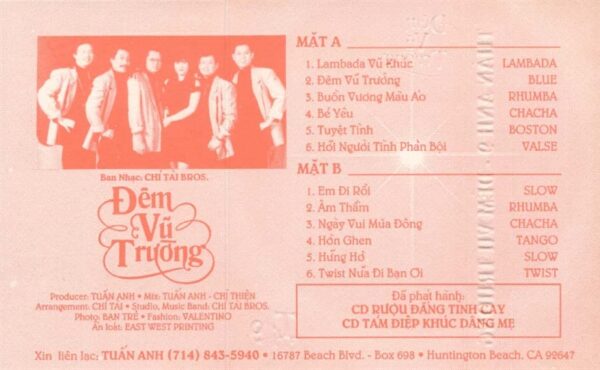 Ban Nhạc: CHÍ TÀI BROS.
Đêm
Vũ
Trường
Producer: TUẤN ANH • Mix: TUẤN ANH - CHÍ THIỆN
Arrangement: CHÍ TÀI • Studio, Music Band: CHÍ TÀI BROS.
Photo: BẠN TRẺ • Fashion: VALENTINO
Ấn loát: EAST WEST PRINTING
MẶT A
1. Lambada Vũ Khúc LAMBADA
2. Đêm Vũ Trường BLUE
3. Buồn Vương Màu Áo RHUMBA
4. Bé Yêu CHACHA
5. Tuyệt Tình BOSTON
6. Hỡi Người Tình Phản Bội VALSE
MẶT B
1. Em Đi Rồi SLOW
2. Âm Thầm RHUMBA
3. Ngày Vui Mùa Đông CHACHA
4. Hờn Ghen TANGO
5. Hững Hờ SLOW
6. Twist Nữa Đi Bạn Ơi TWIST
Đã phát hành:
CD RƯỢU ĐẮNG TÌNH CAY
CD TÁM ĐIỆP KHÚC DÂNG MẸ
Xin liên lạc: TUẤN ANH (714) 843-5940 • 16787 Beach Blvd. - Box 698 • Huntington Beach, CA 92647